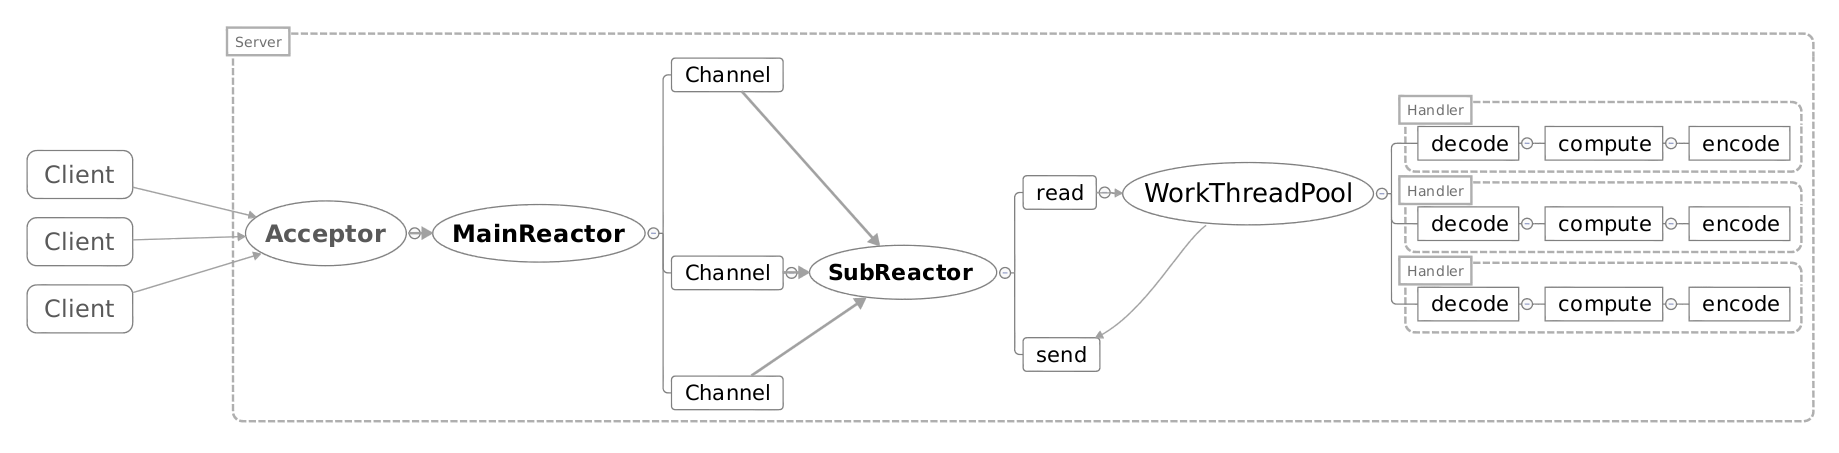 Server
Client
Client
Client
Acceptor
MainReactor
Channel
Channel
Channel
SubReactor
read
send
WorkThreadPool
Handler
decode compute encode
Handler
decode compute encode
Handler
decode compute encode